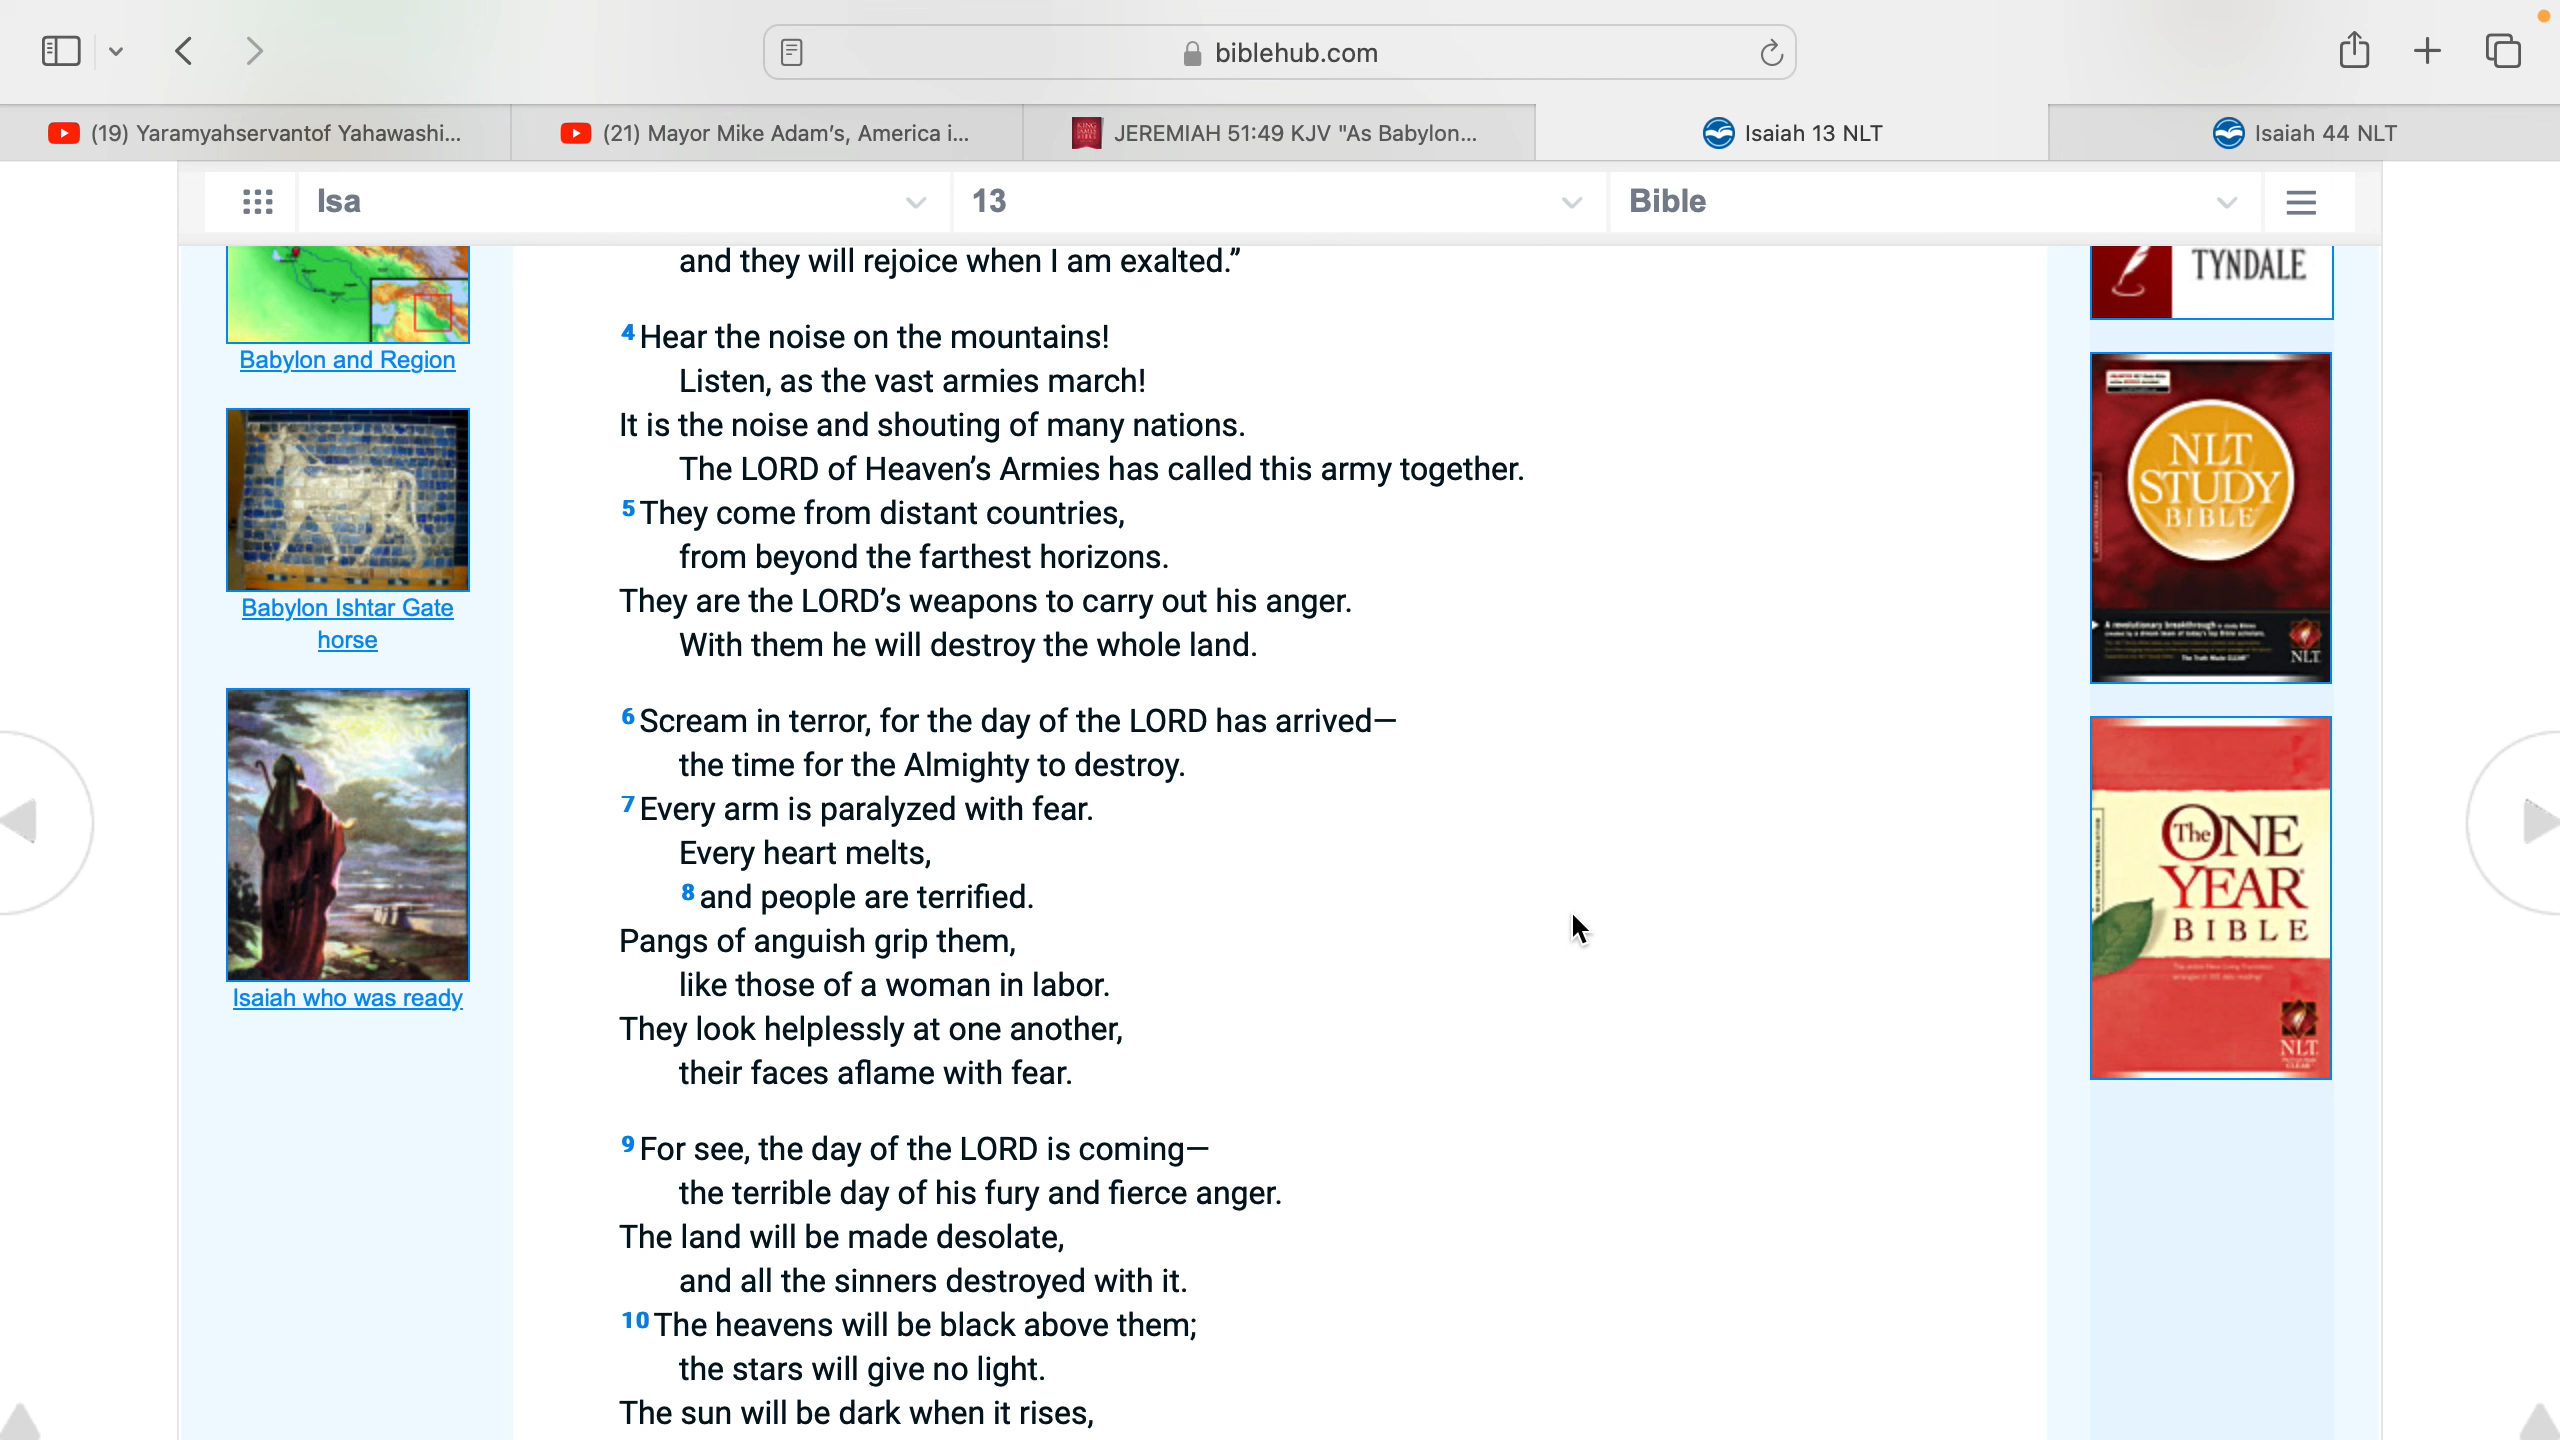 biblehub.com
(19) Yaramyahservantof Yahawashi...
(21) Mayor Mike Adam's, America i...
JEREMIAH 51:49 KJV "As Babylon...
Isaiah 13 NLT
Isaiah 44 NLT
Isa
13
Bible
and they will rejoice when I am exalted.”
4 Hear the noise on the mountains!
Listen, as the vast armies march!
It is the noise and shouting of many nations.
The LORD of Heaven’s Armies has called this army together.
5 They come from distant countries,
from beyond the farthest horizons.
They are the LORD’s weapons to carry out his anger.
With them he will destroy the whole land.
6 Scream in terror, for the day of the LORD has arrived—
the time for the Almighty to destroy.
7 Every arm is paralyzed with fear.
Every heart melts,
8 and people are terrified.
Pangs of anguish grip them,
like those of a woman in labor.
They look helplessly at one another,
their faces aflame with fear.
9 For see, the day of the LORD is coming—
the terrible day of his fury and fierce anger.
The land will be made desolate,
and all the sinners destroyed with it.
10 The heavens will be black above them;
the stars will give no light.
The sun will be dark when it rises,
Babylon and Region
Babylon Ishtar Gate
horse
Isaiah who was ready
TYNDALE
NLT
STUDY
BIBLE
NLT
The ONE
YEAR
BIBLE
NLT